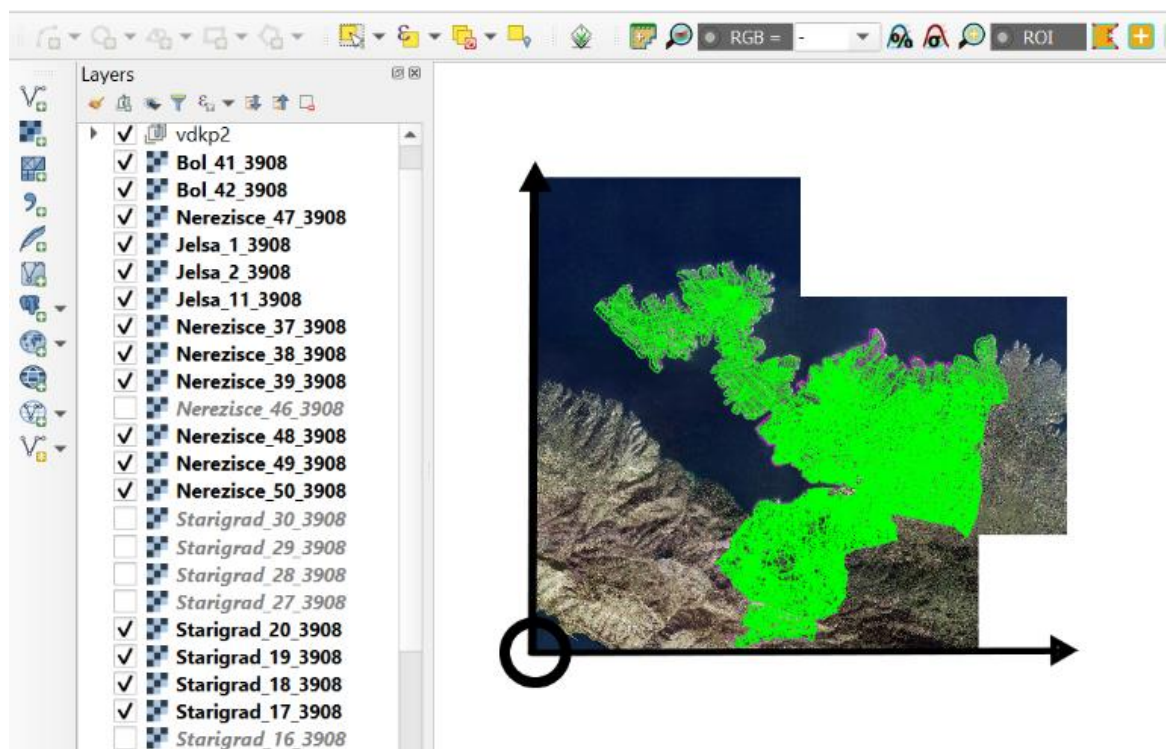 RGB =
-
ROI
Layers
vdkp2
Bol_41_3908
Bol_42_3908
Nerezisce_47_3908
Jelsa_1_3908
Jelsa_2_3908
Jelsa_11_3908
Nerezisce_37_3908
Nerezisce_38_3908
Nerezisce_39_3908
Nerezisce_46_3908
Nerezisce_48_3908
Nerezisce_49_3908
Nerezisce_50_3908
Starigrad_30_3908
Starigrad_29_3908
Starigrad_28_3908
Starigrad_27_3908
Starigrad_20_3908
Starigrad_19_3908
Starigrad_18_3908
Starigrad_17_3908
Starigrad_16_3908